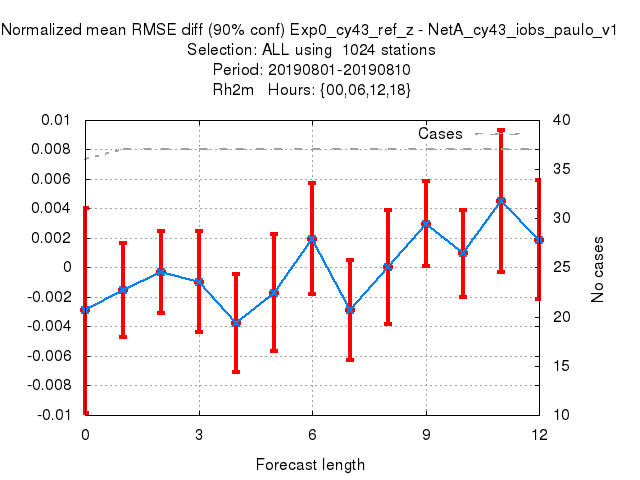 Normalized mean RMSE diff (90% conf) Exp0_cy43_ref_z - NetA_cy43_iobs_paulo_v1
Selection: ALL using  1024 stations
Period: 20190801-20190810
Rh2m   Hours: {00,06,12,18}
Cases
0.01
0.008
0.006
0.004
0.002
0
-0.002
-0.004
-0.006
-0.008
-0.01
40
35
30
25
20
15
10
No cases
0 3 6 9 12
Forecast length